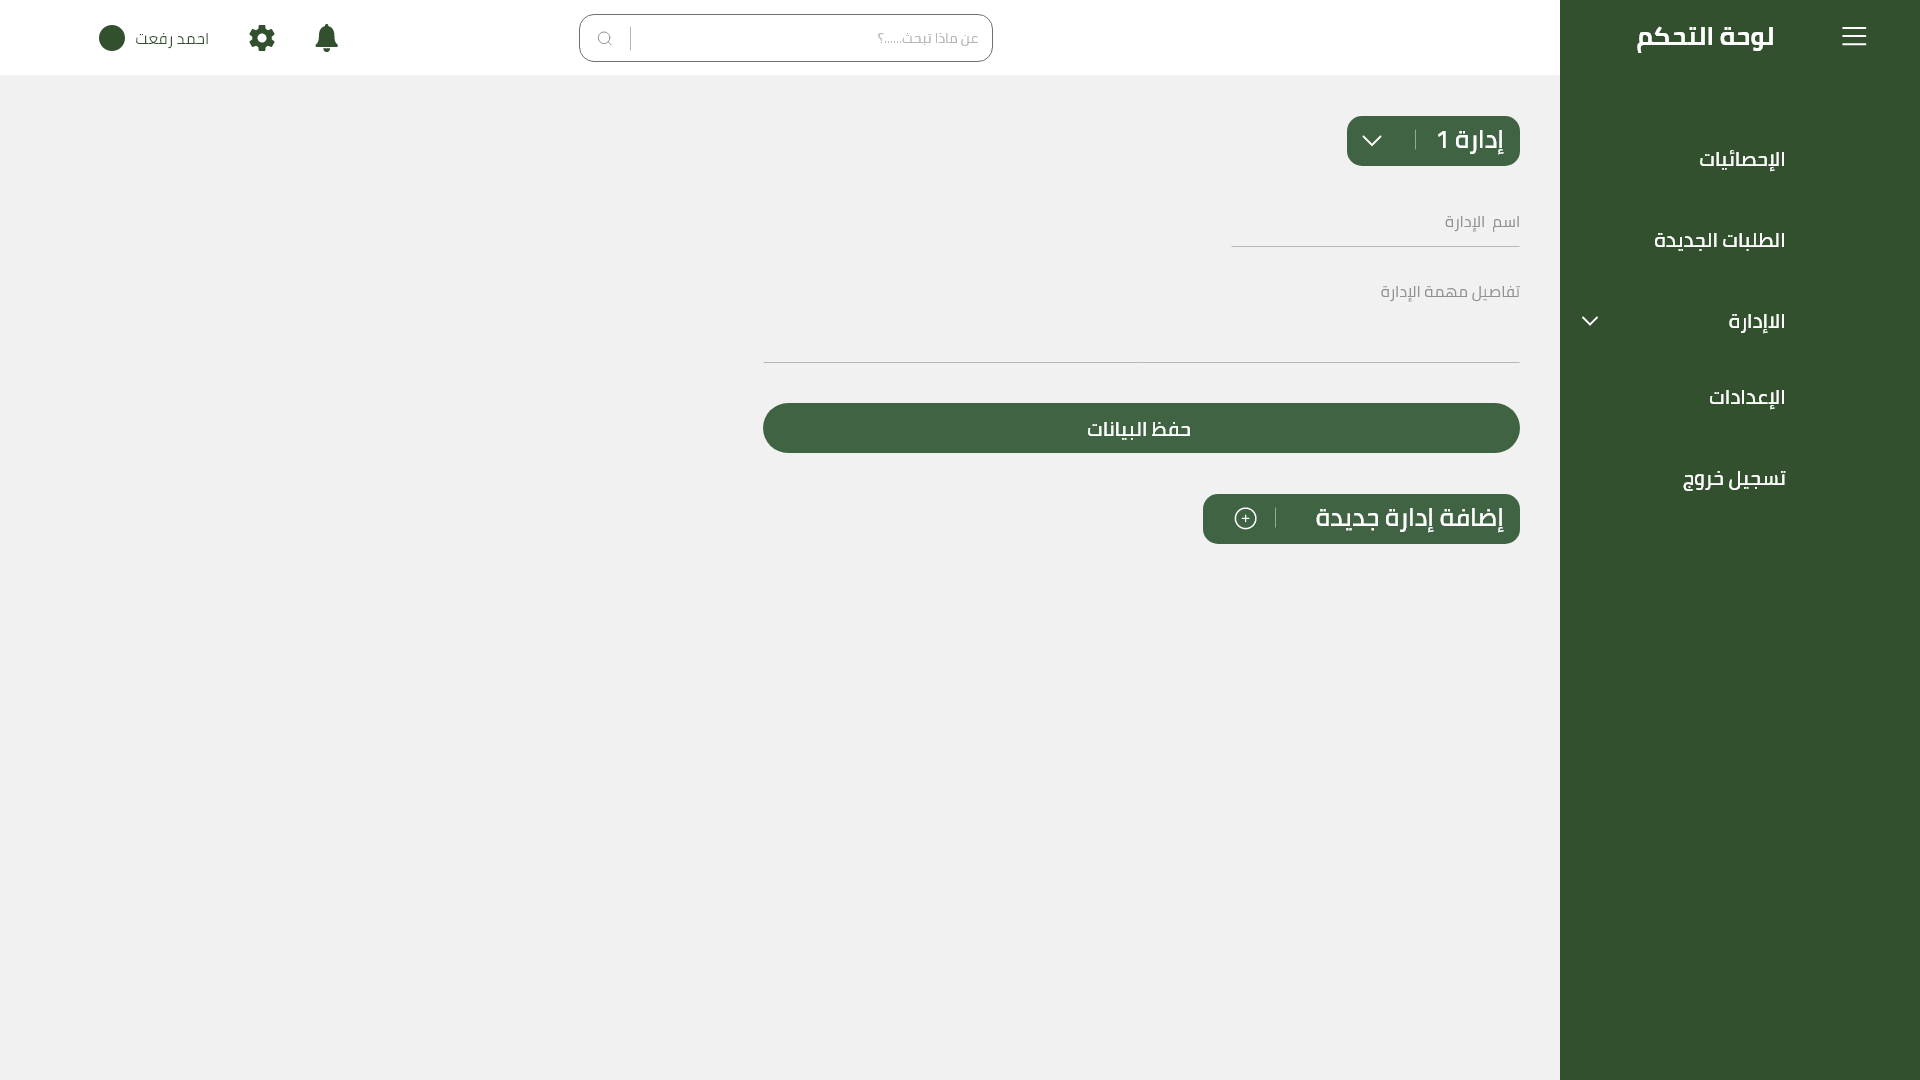 لوحة التحكم
عن ماذا تبحث......؟
احمد رفعت
الإحصائيات
الطلبات الجديدة
الاإدارة
الإعدادات
تسجيل خروج
إدارة 1
اسم الإدارة
تفاصيل مهمة الإدارة
حفظ البيانات
إضافة إدارة جديدة